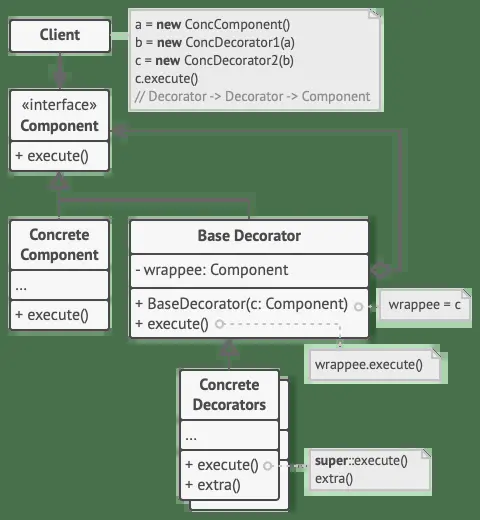 Client
a = new ConcComponent()
b = new ConcDecorator1(a)
c = new ConcDecorator2(b)
c.execute()
// Decorator -> Decorator -> Component
«interface»
Component
+ execute()
Concrete
Component
...
+ execute()
Base Decorator
- wrappee: Component
+ BaseDecorator(c: Component)
+ execute()
wrappee = c
wrappee.execute()
Concrete
Decorators
...
+ execute()
+ extra()
super::execute()
extra()